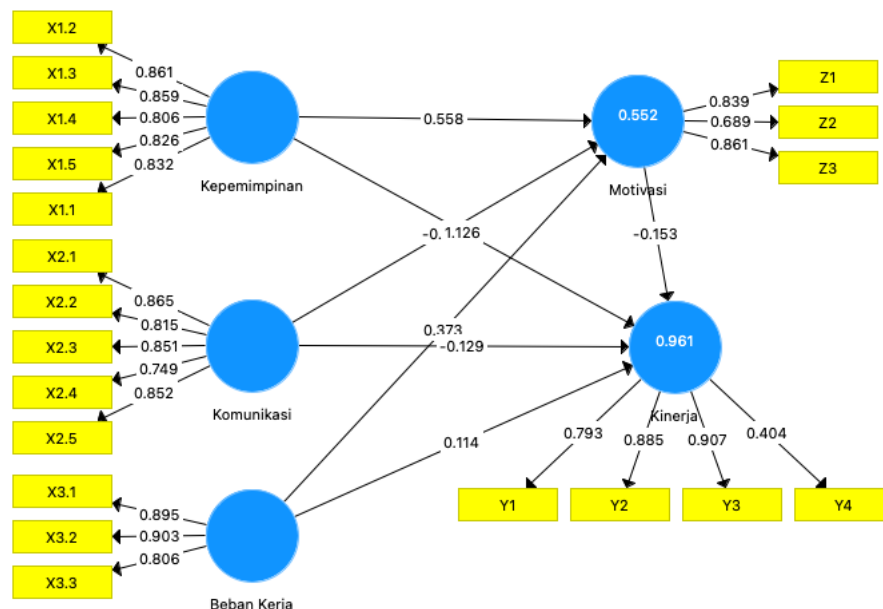 X1.2
X1.3
X1.4
X1.5
X1.1
0.861
0.859
0.806
0.826
0.832
Kepemimpinan
0.558
0.552
Motivasi
0.839
0.689
0.861
Z1
Z2
Z3
X2.1
X2.2
X2.3
X2.4
X2.5
0.865
0.815
0.851
0.749
0.852
Komunikasi
1.126
-0.153
0.373
-0.129
0.961
Kinerja
0.114
0.793
0.885
0.907
0.404
Y1
Y2
Y3
Y4
X3.1
X3.2
X3.3
0.895
0.903
0.806
Beban Kerja